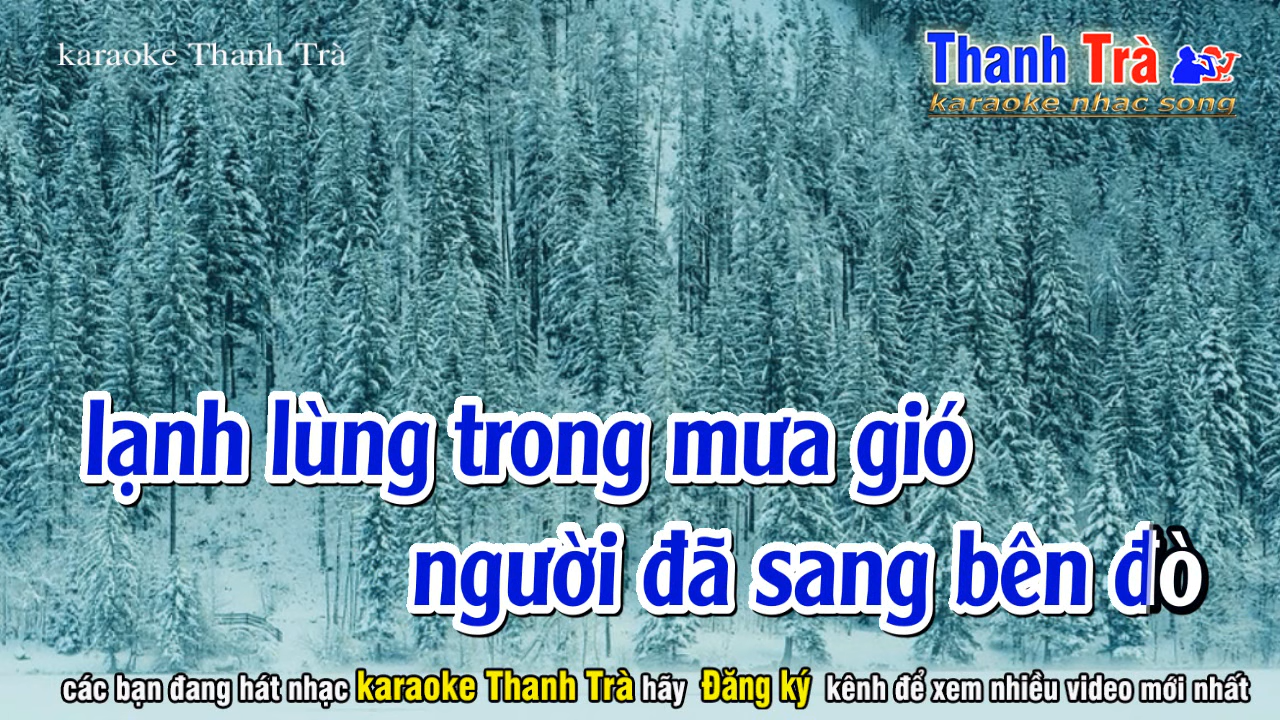 karaoke Thanh Trà
Thanh Trà
karaoke nhac song
lạnh lùng trong mưa gió
người đã sang bên đò
các bạn đang hát nhạc karaoke Thanh Trà hãy Đăng ký kênh để xem nhiều video mới nhất